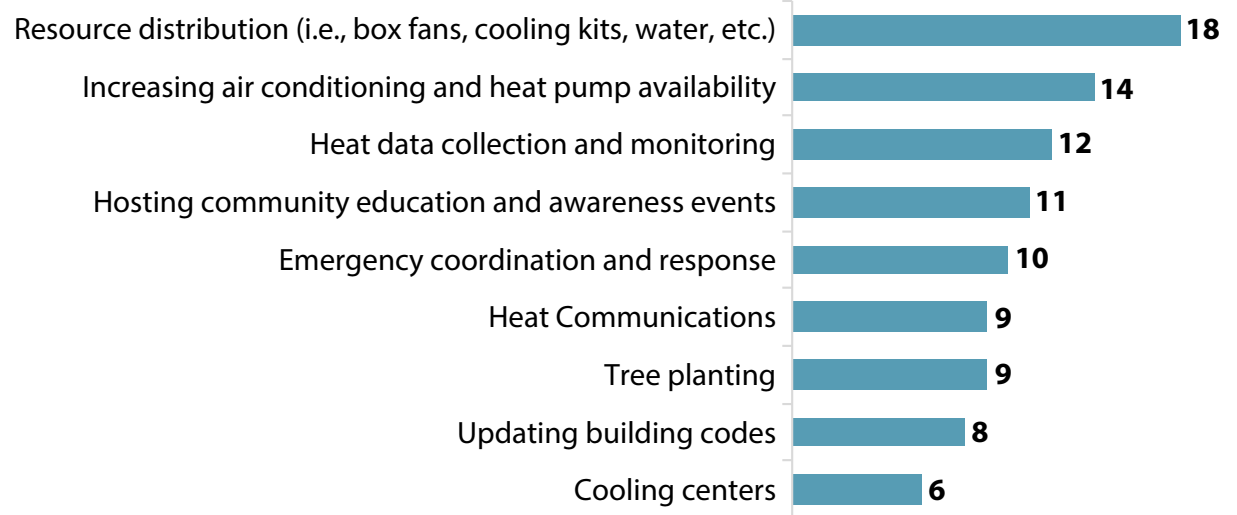 Resource distribution (i.e., box fans, cooling kits, water, etc.) 18
Increasing air conditioning and heat pump availability 14
Heat data collection and monitoring 12
Hosting community education and awareness events 11
Emergency coordination and response 10
Heat Communications 9
Tree planting 9
Updating building codes 8
Cooling centers 6